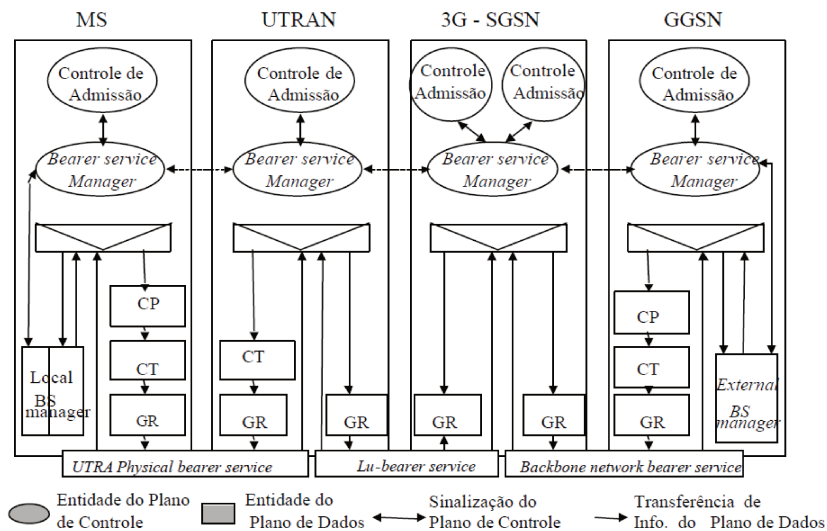 MS
UTRAN
3G - SGSN
GGSN
Controle de
Admissão
Controle de
Admissão
Controle
Admissão
Controle
Admissão
Controle de
Admissão
Bearer service
Manager
Bearer service
Manager
Bearer service
Manager
Bearer service
Manager
CP
CT
GR
Local
BS
manager
CT
GR
GR
GR
GR
CP
CT
GR
External
BS
manager
UTRA Physical bearer service
Lu-bearer service
Backbone network bearer service
Entidade do Plano
de Controle
Entidade do
Plano de Dados
Sinalização do
Plano de Controle
Transferência de
Info. do Plano de Dados